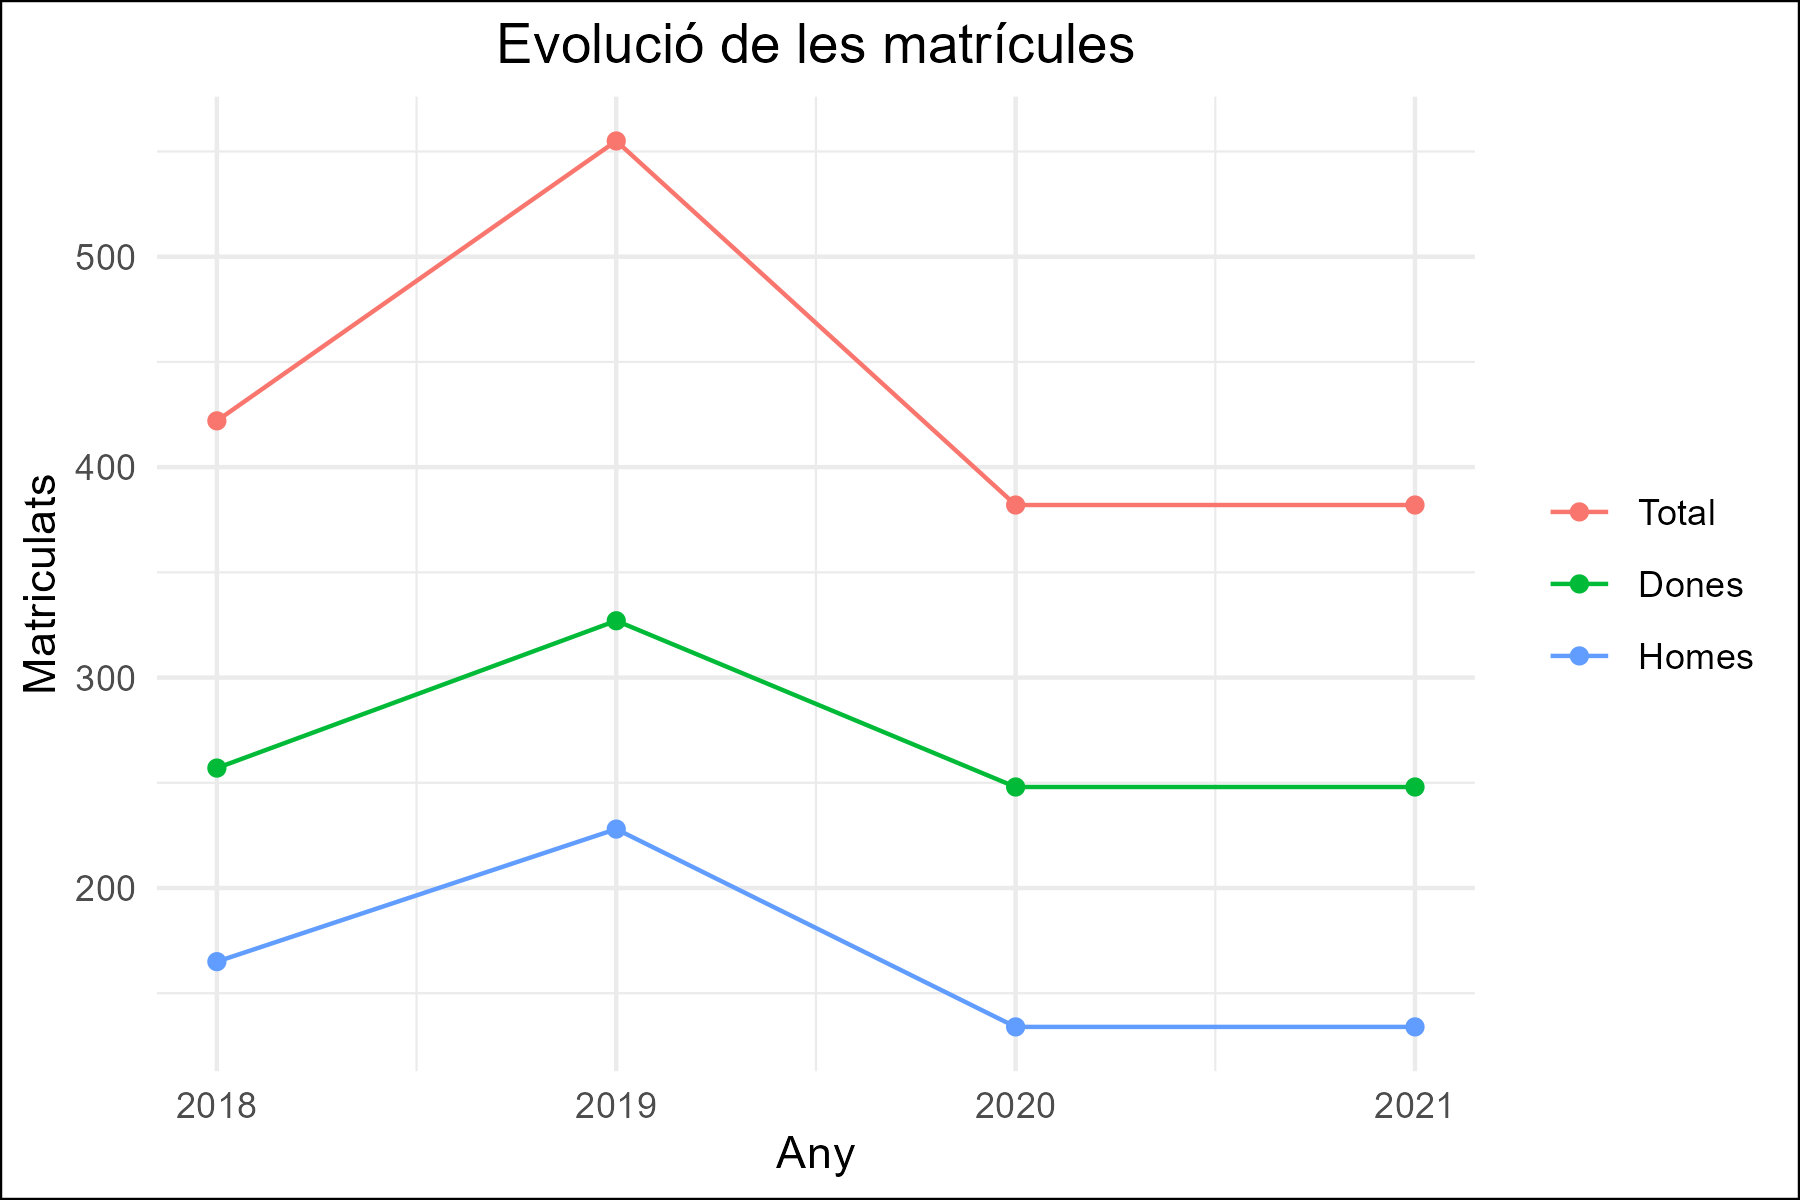 Evolució de les matrícules
Matriculats
500
400
300
200
2018
2019
2020
2021
Any
Total
Dones
Homes